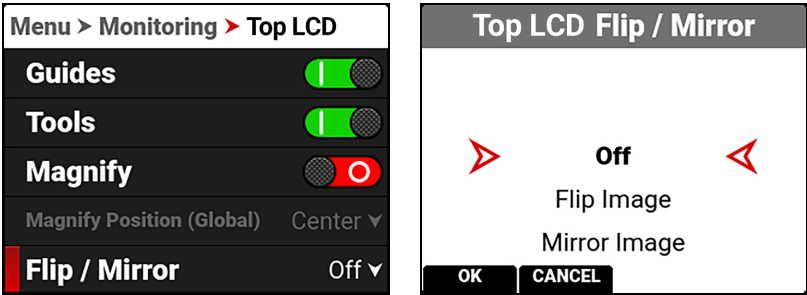 Menu > Monitoring > Top LCD
Guides
Tools
Magnify
Magnify Position (Global) Center
Flip / Mirror Off
Top LCD Flip / Mirror
Off
Flip Image
Mirror Image
OK CANCEL